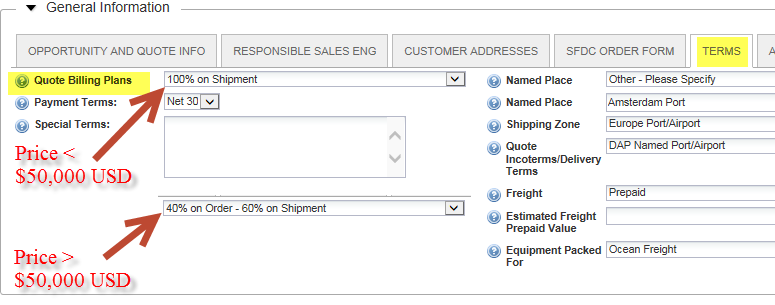 General Information
OPPORTUNITY AND QUOTE INFO
RESPONSIBLE SALES ENG
CUSTOMER ADDRESSES
SFDC ORDER FORM
TERMS
A
Quote Billing Plans
100% on Shipment
Payment Terms:
Net 30
Special Terms:
Price <
$50,000 USD
40% on Order - 60% on Shipment
Price >
$50,000 USD
Named Place
Other - Please Specify
Named Place
Amsterdam Port
Shipping Zone
Europe Port/Airport
Quote
Incoterms/Delivery
Terms
DAP Named Port/Airport
Freight
Prepaid
Estimated Freight
Prepaid Value
Equipment Packed
For
Ocean Freight